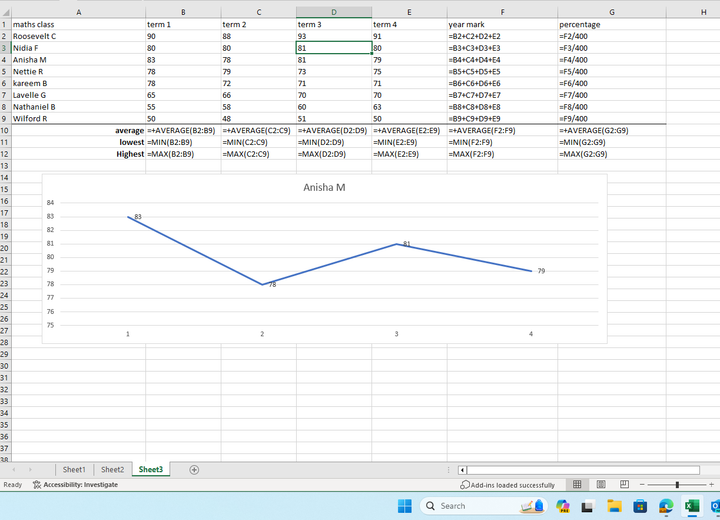 A B C D E F G H
1 maths class term 1 term 2 term 3 term 4 year mark percentage
2 Roosevelt C 90 88 93 91 =B2+C2+D2+E2 =F2/400
3 Nidia F 80 80 81 80 =B3+C3+D3+E3 =F3/400
4 Anisha M 83 78 81 79 =B4+C4+D4+E4 =F4/400
5 Nettie R 78 79 73 75 =B5+C5+D5+E5 =F5/400
6 kareem B 78 72 71 71 =B6+C6+D6+E6 =F6/400
7 Lavelle G 65 66 70 70 =B7+C7+D7+E7 =F7/400
8 Nathaniel B 55 58 60 63 =B8+C8+D8+E8 =F8/400
9 Wilford R 50 48 51 50 =B9+C9+D9+E9 =F9/400
10 average =+AVERAGE(B2:B9) =+AVERAGE(C2:C9) =+AVERAGE(D2:D9) =+AVERAGE(E2:E9) =+AVERAGE(F2:F9) =+AVERAGE(G2:G9)
11 lowest =MIN(B2:B9) =MIN(C2:C9) =MIN(D2:D9) =MIN(E2:E9) =MIN(F2:F9) =MIN(G2:G9)
12 Highest =MAX(B2:B9) =MAX(C2:C9) =MAX(D2:D9) =MAX(E2:E9) =MAX(F2:F9) =MAX(G2:G9)
13
14
15 Anisha M
16 84
17 83 83
18 82
19 81 81
20 80
21 79 79
22
23 78 78
24 77
25 76
26 75
27 1 2 3 4
28
29
30
31
32
33
34
35
36
37
38
Sheet1 Sheet2 Sheet3
Ready Accessibility: Investigate Add-ins loaded successfully
Search